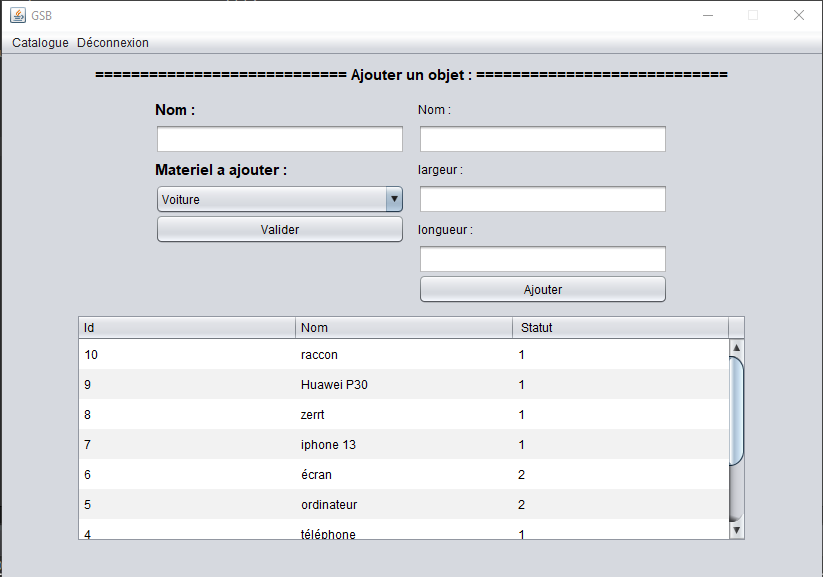 GSB
Catalogue Déconnexion
============================ Ajouter un objet : ============================
Nom : Nom :
Materiel a ajouter : largeur :
Voiture
Valider longueur :
Ajouter
Id Nom Statut
10 raccon 1
9 Huawei P30 1
8 zerrt 1
7 iphone 13 1
6 écran 2
5 ordinateur 2
4 téléphone 1